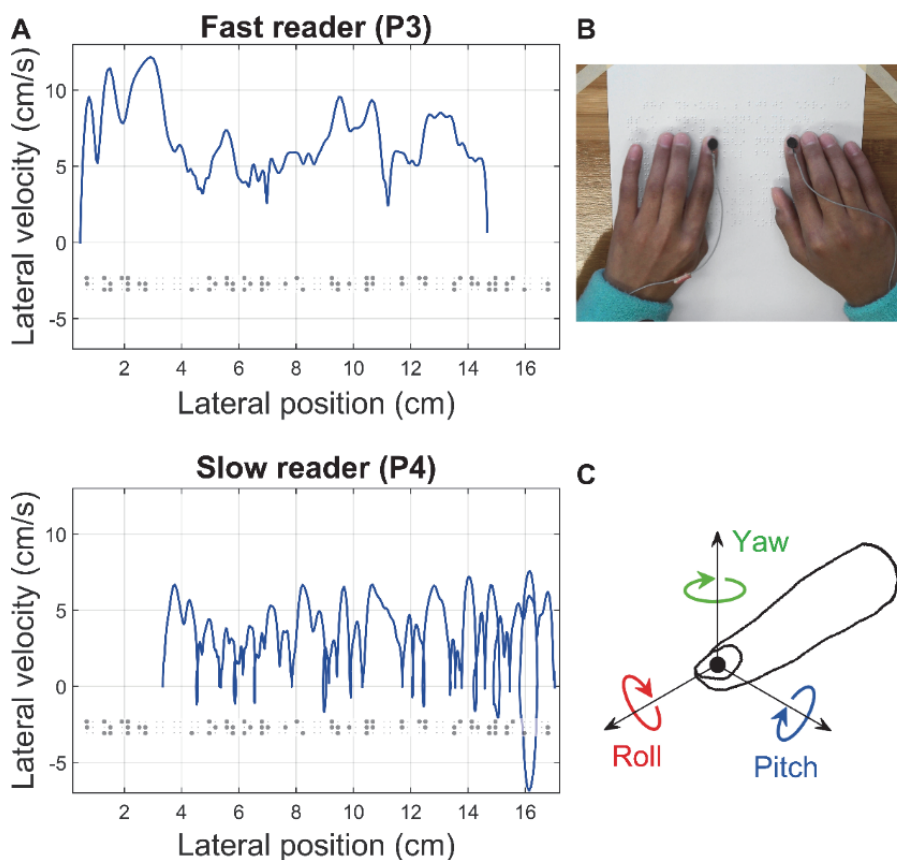 A
Fast reader (P3)
Lateral velocity (cm/s)
10
5
0
-5
2 4 6 8 10 12 14 16
Lateral position (cm)
B
Slow reader (P4)
Lateral velocity (cm/s)
10
5
0
-5
2 4 6 8 10 12 14 16
Lateral position (cm)
C
Yaw
Roll
Pitch